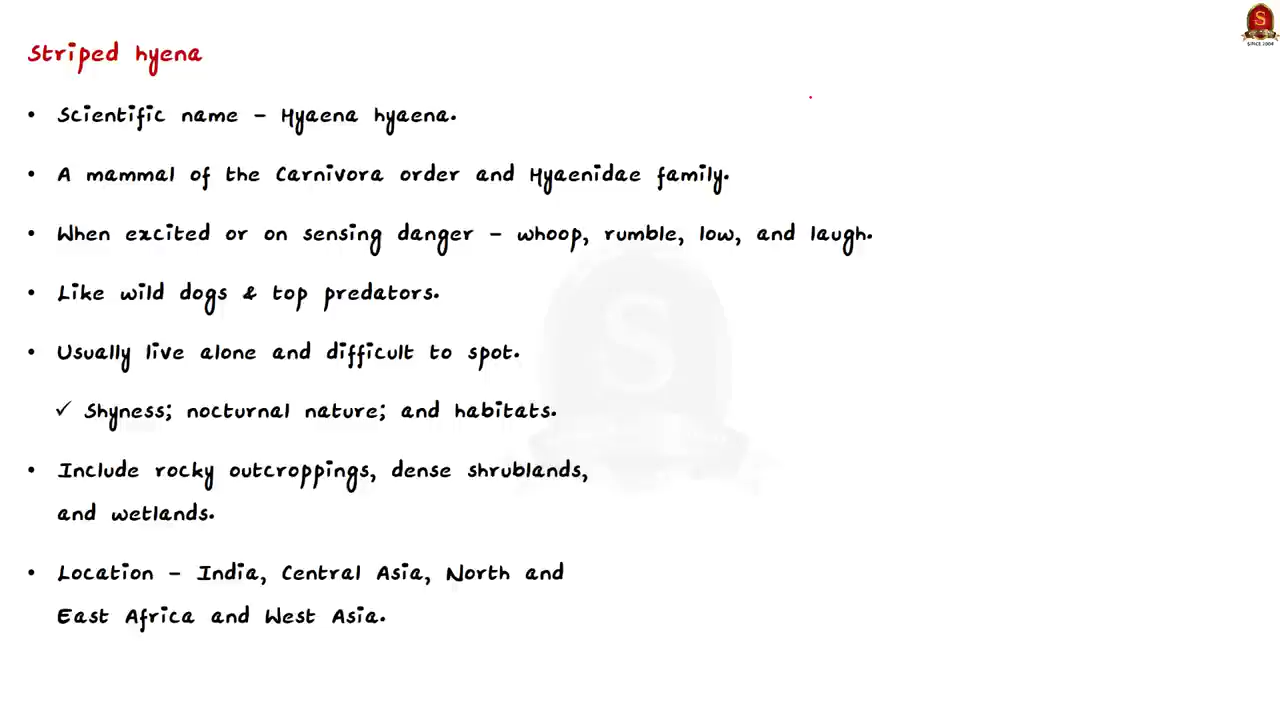 Striped hyena
• Scientific name – Hyaena hyaena.
• A mammal of the Carnivora order and Hyaenidae family.
• When excited or on sensing danger – whoop, rumble, low, and laugh.
• Like wild dogs & top predators.
• Usually live alone and difficult to spot.
✓ Shyness; nocturnal nature; and habitats.
• Include rocky outcroppings, dense shrublands,
and wetlands.
• Location – India, Central Asia, North and
East Africa and West Asia.
S
SINCE 2004
S